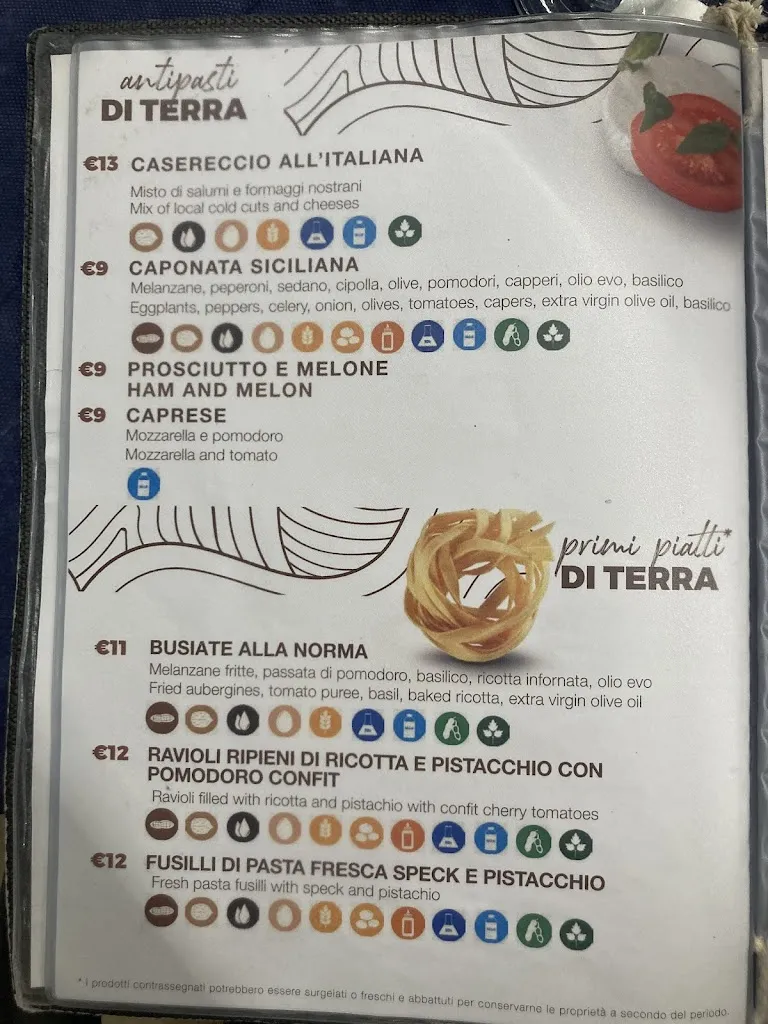 antipasti
DI TERRA
€13 CASERECCIO ALL'ITALIANA
Misto di salumi e formaggi nostrani
Mix of local cold cuts and cheeses
€9 CAPONATA SICILIANA
Melanzane, peperoni, sedano, cipolla, olive, pomodori, capperi, olio evo, basilico
Eggplants, peppers, celery, onion, olives, tomatoes, capers, extra virgin olive oil, basilico
€9 PROSCIUTTO E MELONE
HAM AND MELON
€9 CAPRESE
Mozzarella e pomodoro
Mozzarella and tomato
primi piatti*
DI TERRA
€11 BUSIATE ALLA NORMA
Melanzane fritte, passata di pomodoro, basilico, ricotta infornata, olio evo
Fried aubergines, tomato puree, basil, baked ricotta, extra virgin olive oil
€12 RAVIOLI RIPIENI DI RICOTTA E PISTACCHIO CON
POMODORO CONFIT
Ravioli filled with ricotta and pistachio with confit cherry tomatoes
€12 FUSILLI DI PASTA FRESCA SPECK E PISTACCHIO
Fresh pasta fusilli with speck and pistachio
* I prodotti contrassegnati potrebbero essere surgelati o freschi e abbattuti per conservarne le proprietà a secondo del periodo.